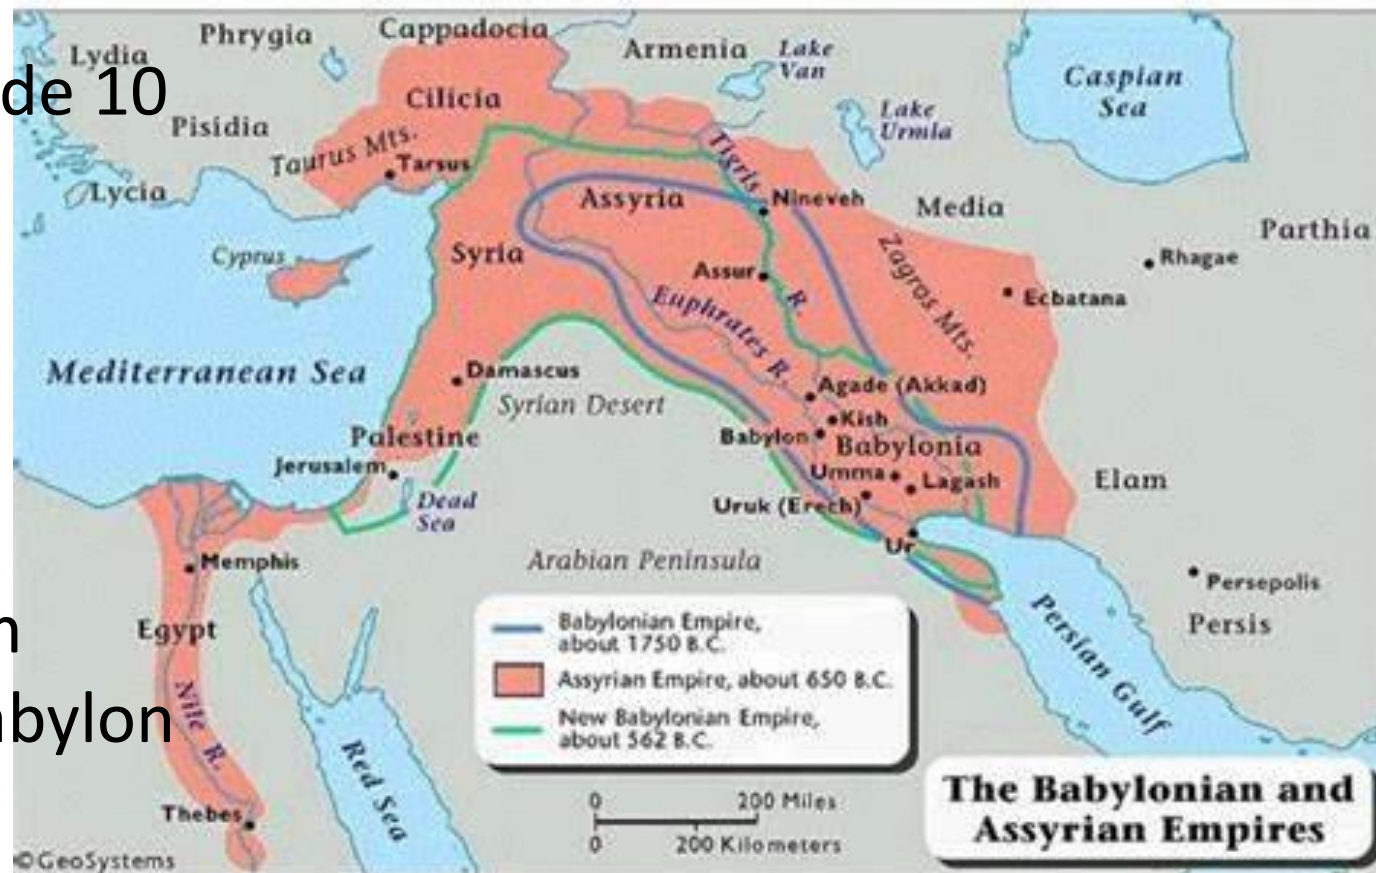 de 10
n
abylon
Phrygia
Cappadocia
Armenia
Lake
Van
Lydia
Caspian
Sea
Cilicia
Lake
Urmia
Pisidia
Taurus Mts.
Tarsus
Tigris
R.
Lycia
Assyria
Nineveh
Media
Parthia
Cyprus
Syria
Zagros Mts.
Rhagae
Assur
Ecbatana
Euphrates R.
Mediterranean Sea
Damascus
Syrian Desert
Agade (Akkad)
Kish
Palestine
Babylon
Babylonia
Jerusalem
Umma
Lagash
Elam
Dead
Sea
Uruk (Erech)
Ur
Memphis
Arabian Peninsula
Persepolis
Persian Gulf
Persis
Egypt
Nile R.
Red Sea
Thebes
Babylonian Empire,
about 1750 B.C.
Assyrian Empire, about 650 B.C.
New Babylonian Empire,
about 562 B.C.
0 200 Miles
0 200 Kilometers
The Babylonian and
Assyrian Empires
©GeoSystems